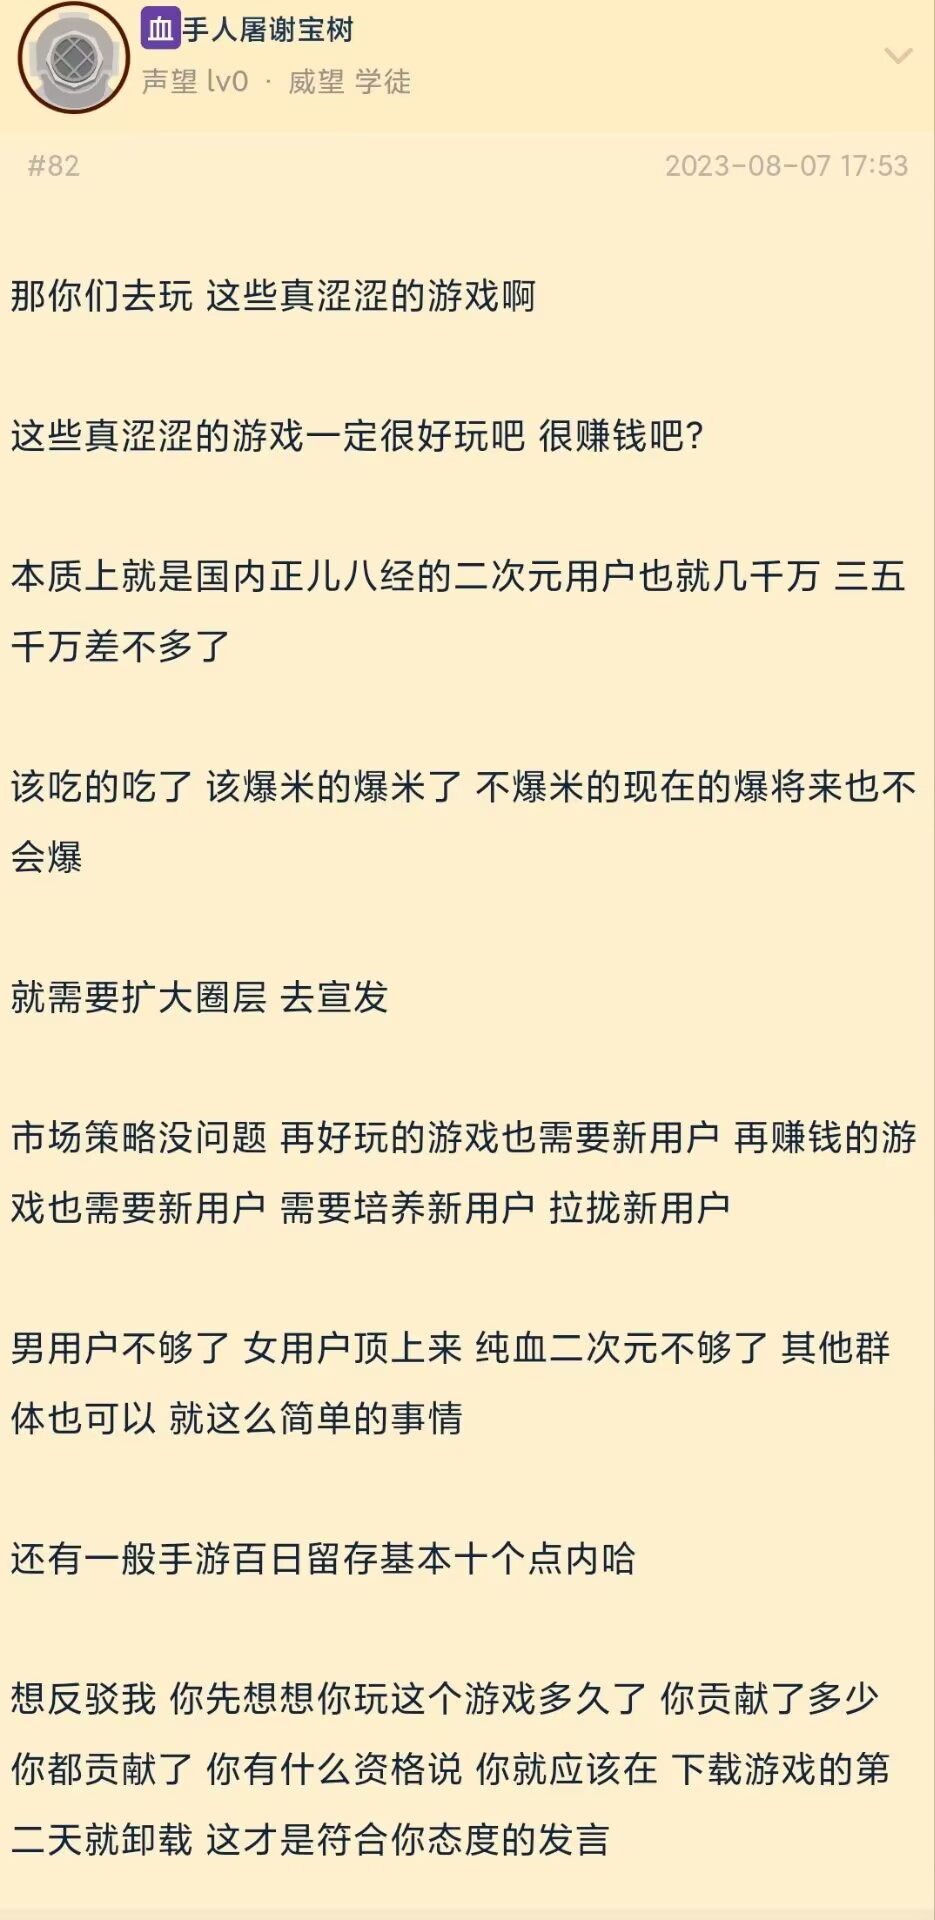 血手人屠谢宝树
声望 lv0 · 威望 学徒
#82
2023-08-07 17:53
那你们去玩 这些真涩涩的游戏啊
这些真涩涩的游戏一定很好玩吧 很赚钱吧?
本质上就是国内正儿八经的二次元用户也就几千万 三五
千万差不多了
该吃的吃了 该爆米的爆米了 不爆米的现在的爆将来也不
会爆
就需要扩大圈层 去宣发
市场策略没问题 再好玩的游戏也需要新用户 再赚钱的游
戏也需要新用户 需要培养新用户 拉拢新用户
男用户不够了 女用户顶上来 纯血二次元不够了 其他群
体也可以 就这么简单的事情
还有一般手游百日留存基本十个点内哈
想反驳我 你先想想你玩这个游戏多久了 你贡献了多少
你都贡献了 你有什么资格说 你就应该在 下载游戏的第
二天就卸载 这才是符合你态度的发言